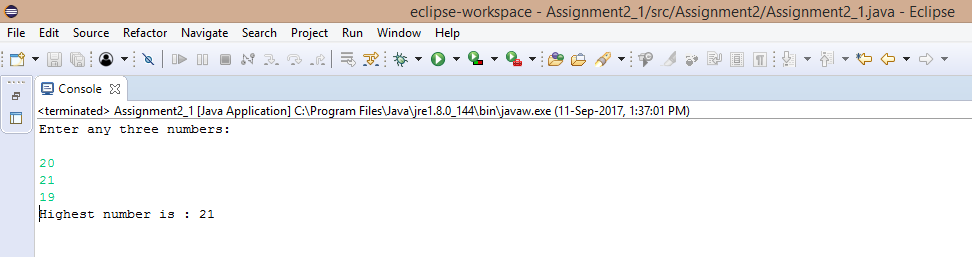 eclipse-workspace - Assignment2_1/src/Assignment2/Assignment2_1.java - Eclipse
File Edit Source Refactor Navigate Search Project Run Window Help
Console
<terminated> Assignment2_1 [Java Application] C:\Program Files\Java\jre1.8.0_144\bin\javaw.exe (11-Sep-2017, 1:37:01 PM)
Enter any three numbers:
20
21
19
Highest number is : 21